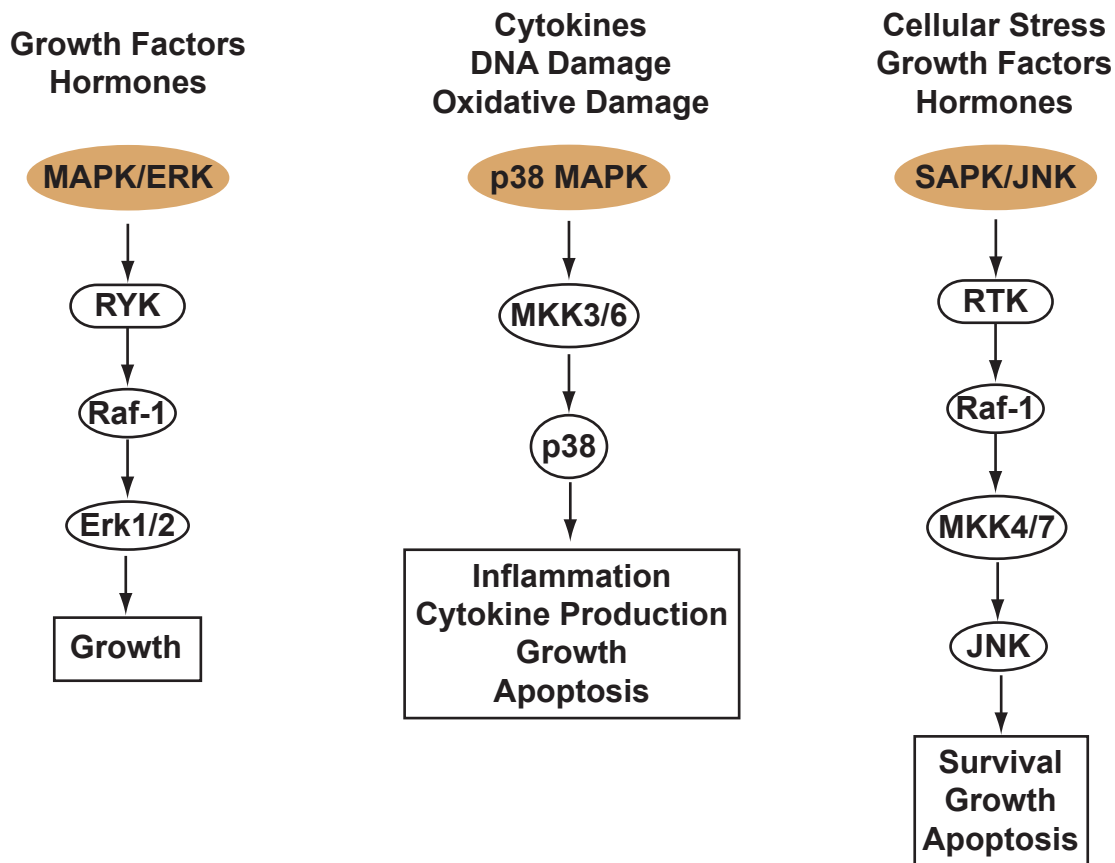 Growth Factors
Hormones
MAPK/ERK
RYK
Raf-1
Erk1/2
Growth
Cytokines
DNA Damage
Oxidative Damage
p38 MAPK
MKK3/6
p38
Inflammation
Cytokine Production
Growth
Apoptosis
Cellular Stress
Growth Factors
Hormones
SAPK/JNK
RTK
Raf-1
MKK4/7
JNK
Survival
Growth
Apoptosis